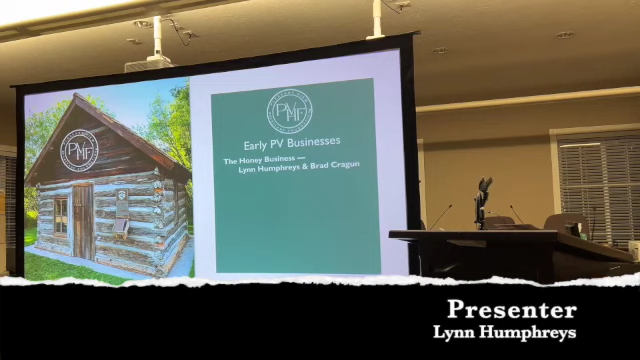 PMF
PMF
Early PV Businesses
The Honey Business —
Lynn Humphreys & Brad Cragun
Presenter
Lynn Humphreys